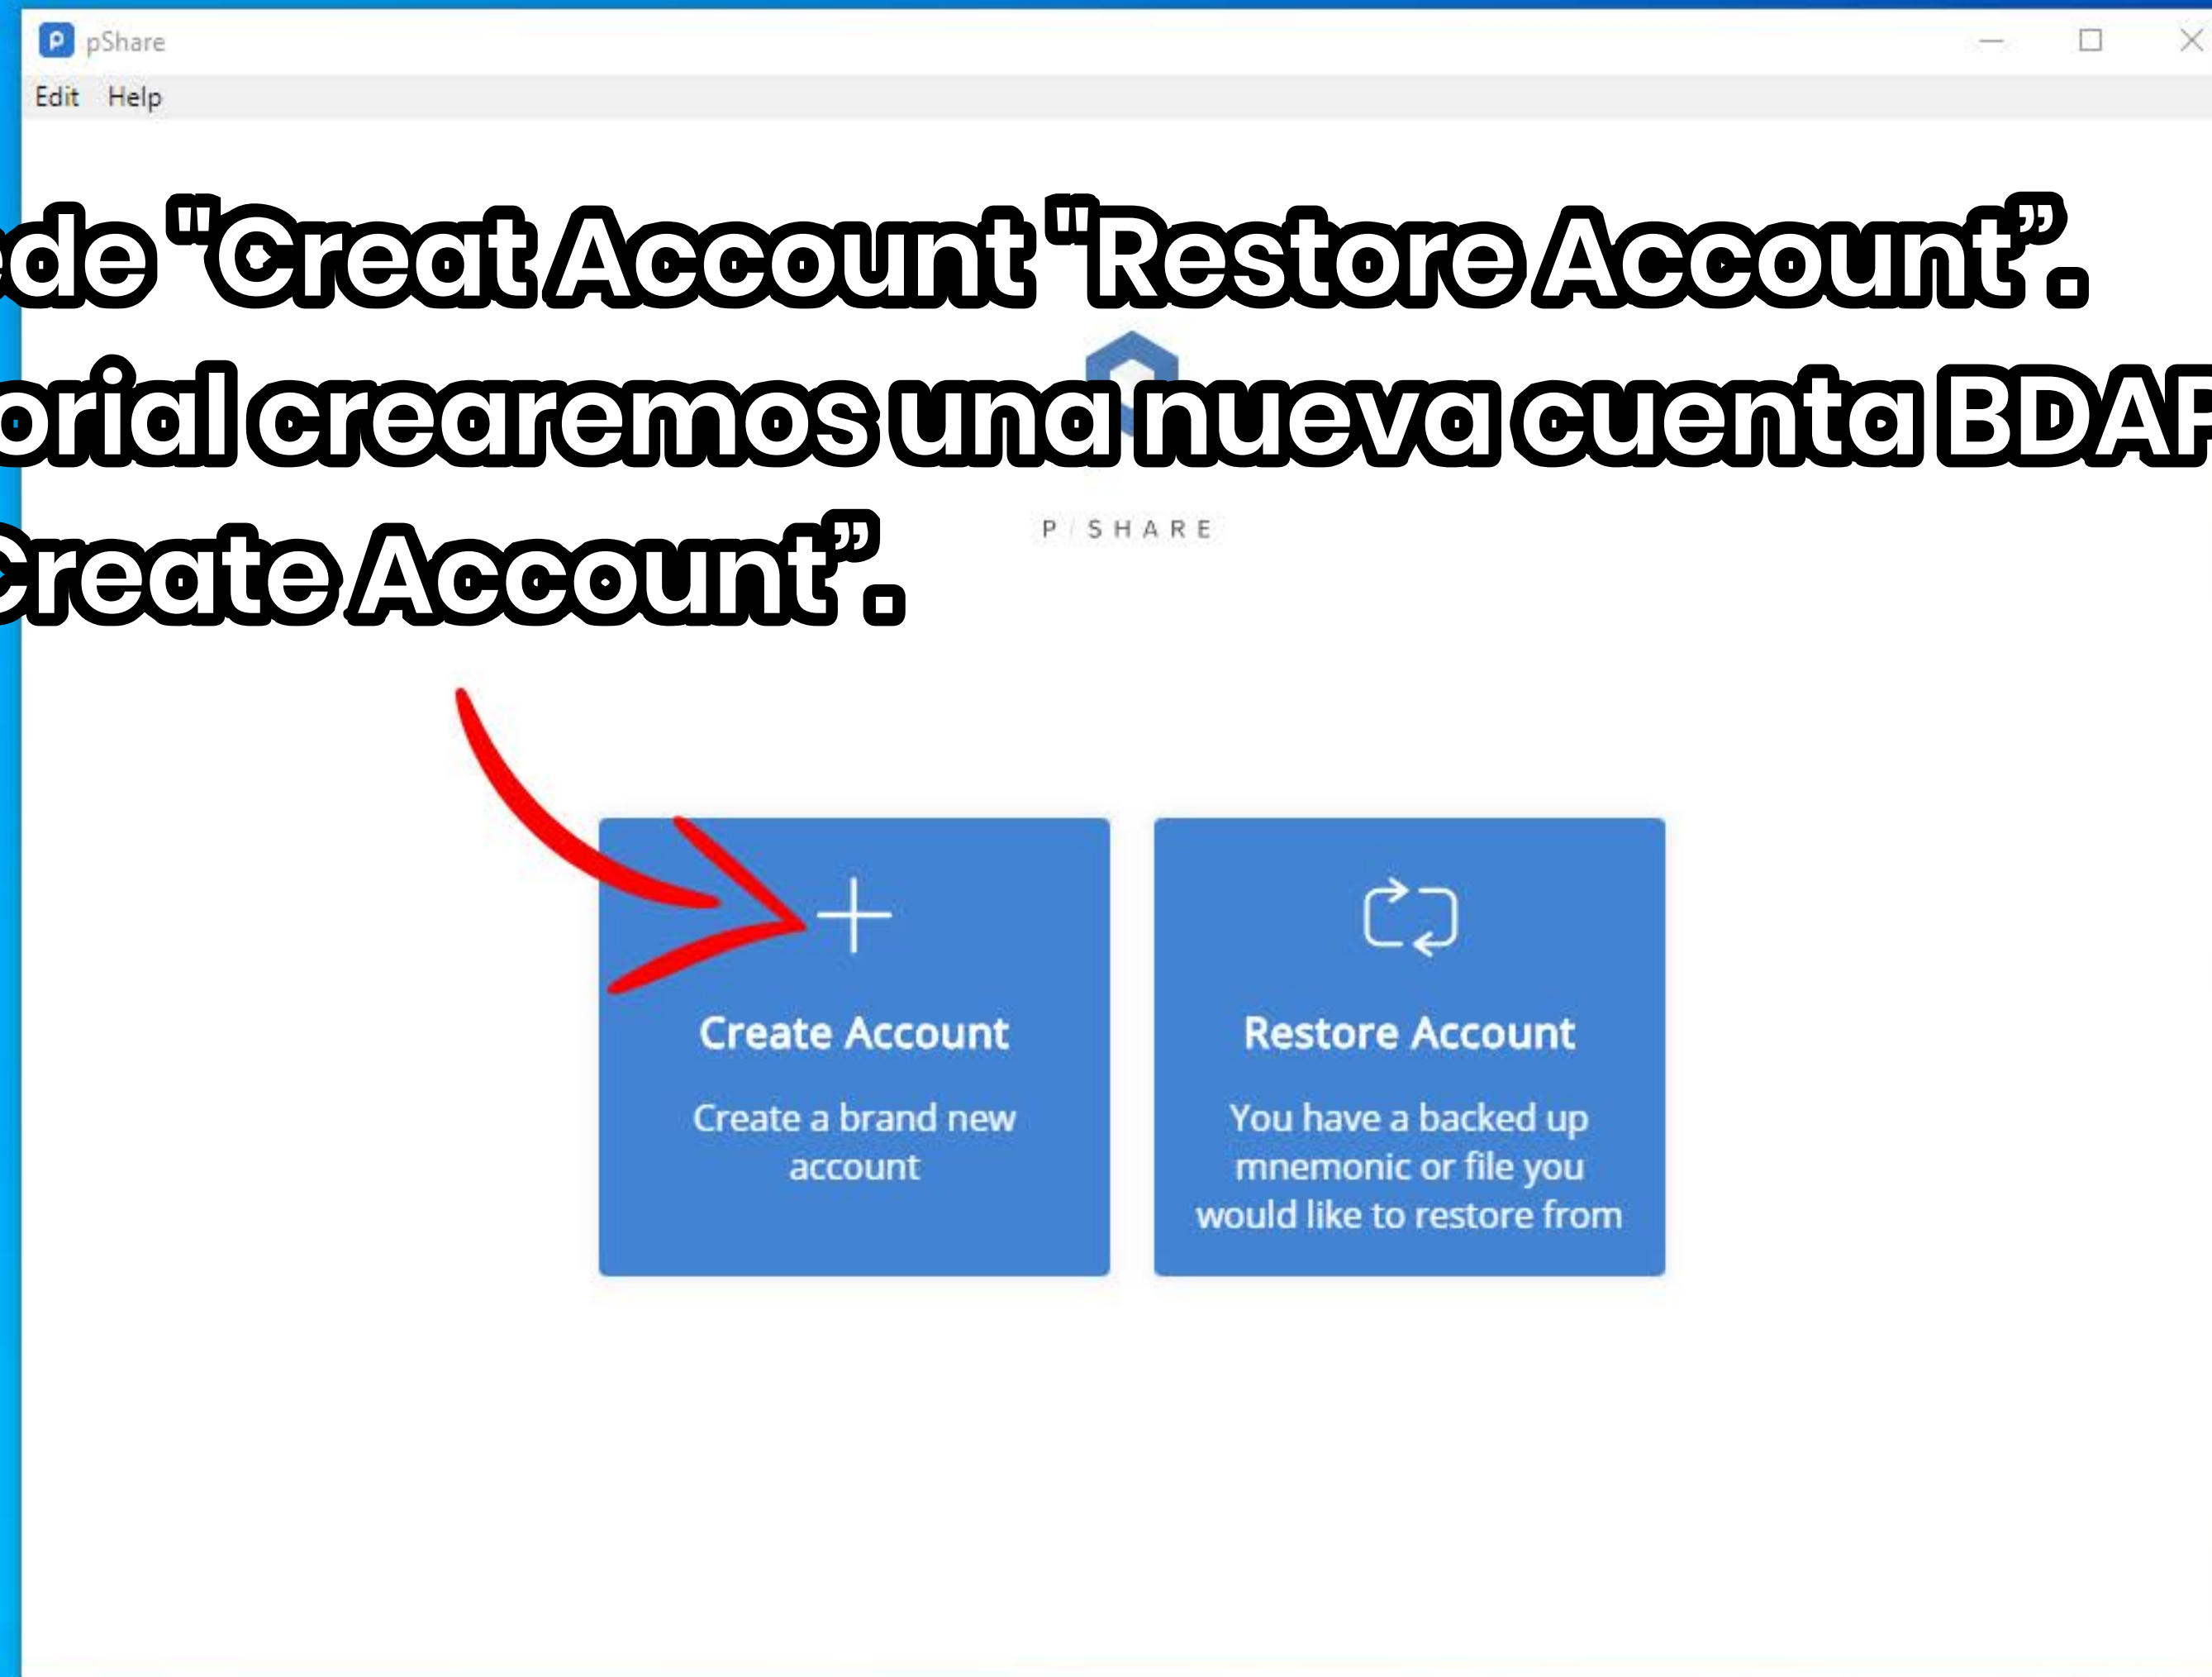 pShare
Edit Help
de "Creat Account "Restore Account”.
orial crearemos una nueva cuenta BDAP
Create Account”.
P / SHARE
Create Account
Create a brand new
account
Restore Account
You have a backed up
mnemonic or file you
would like to restore from